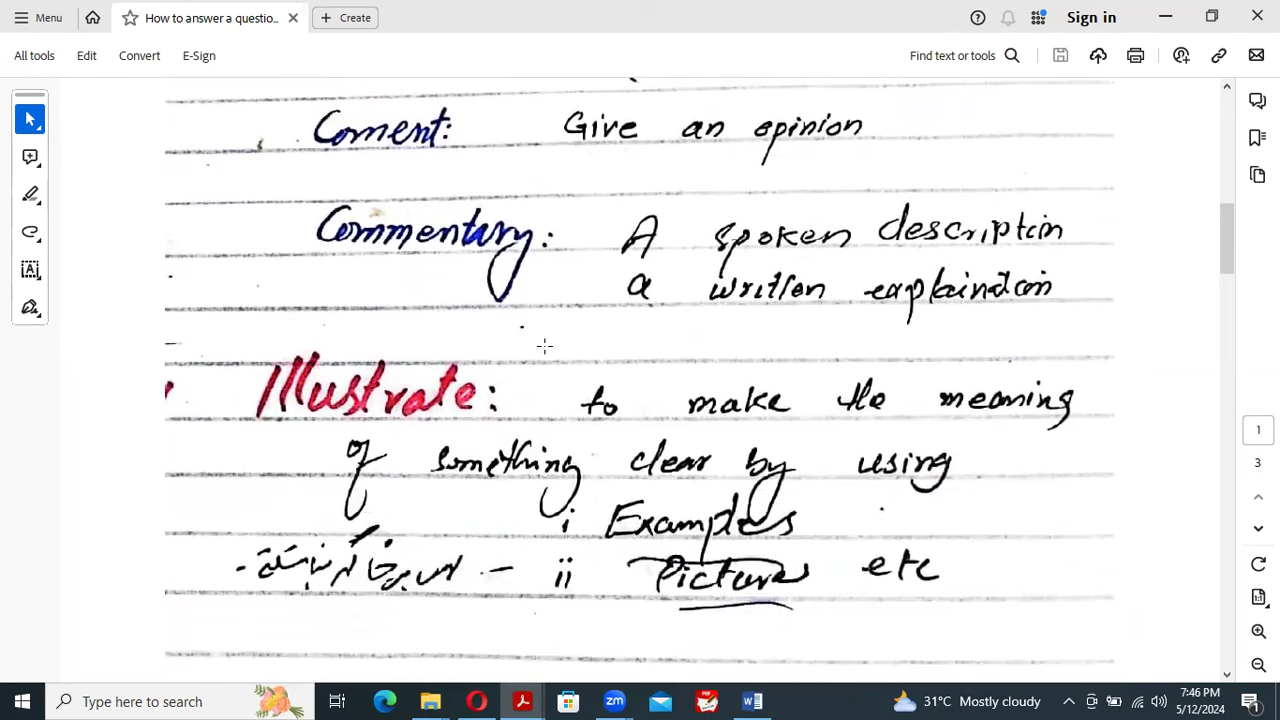 Menu
How to answer a questio...
Create
Sign in
All tools Edit Convert E-Sign
Find text or tools
Coment: Give an opinion
Commentary: A spoken description
a written explaination
Illustrate: to make the meaning
of something clear by using
i Examples
ii Pictures etc
1
3
Type here to search
31°C Mostly cloudy
7:46 PM
5/12/2024